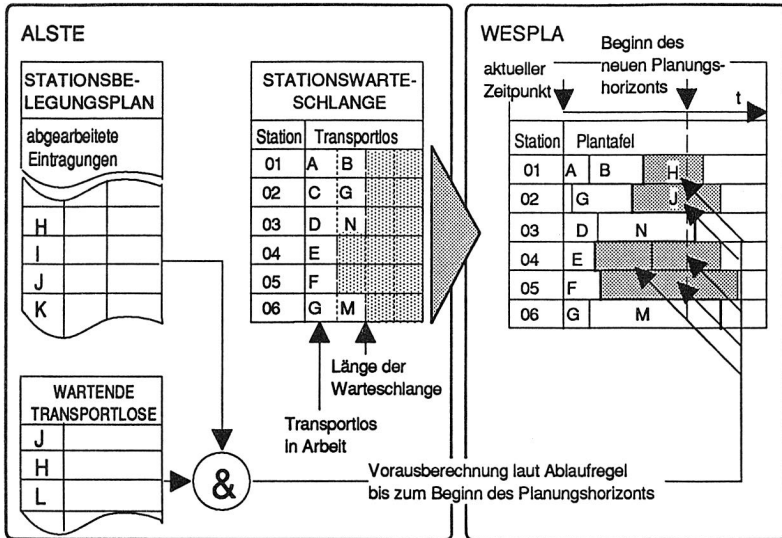 ALSTE
STATIONSBE-
LEGUNGSPLAN
abgearbeitete
Eintragungen
H
I
J
K
WARTENDE
TRANSPORTLOSE
J
H
L
&
STATIONSWARTE-
SCHLANGE
Station Transportlos
01 A B
02 C G
03 D N
04 E
05 F
06 G M
Länge der
Warteschlange
Transportlos
in Arbeit
Vorausberechnung laut Ablaufregel
bis zum Beginn des Planungshorizonts
WESPLA
aktueller
Zeitpunkt
Beginn des
neuen Planungs-
horizonts
t
Station Plantafel
01 A B H
02 G J
03 D N
04 E
05 F
06 G M